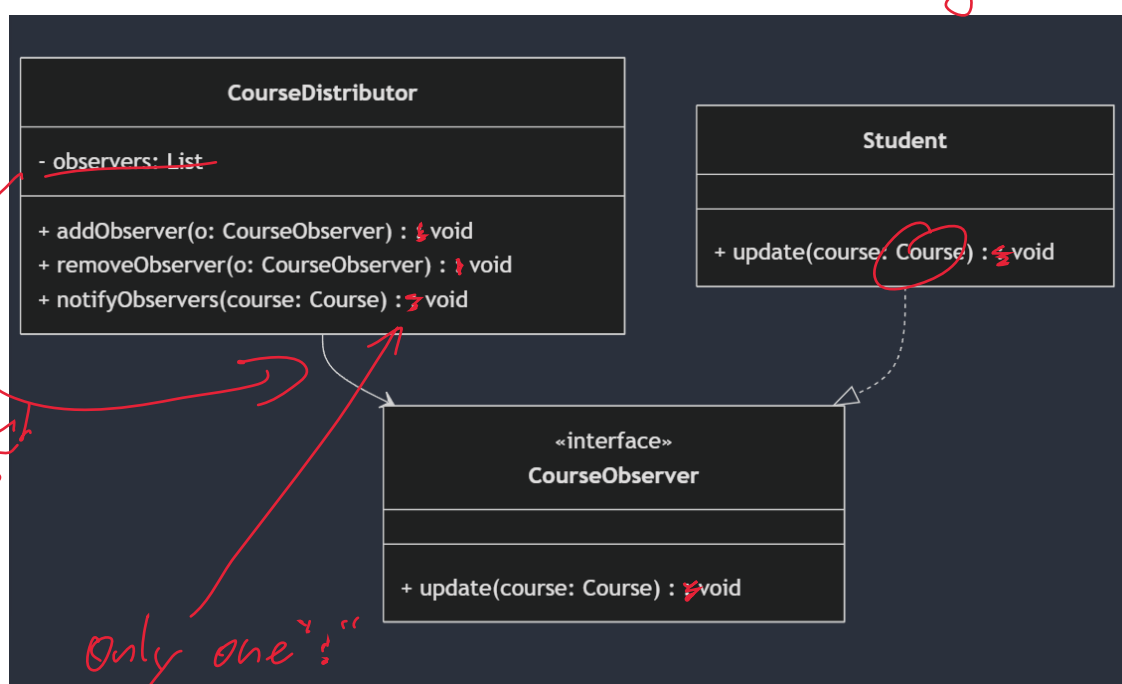 CourseDistributor
- observers: List
+ addObserver(o: CourseObserver) : : void
+ removeObserver(o: CourseObserver) : : void
+ notifyObservers(course: Course) : : void
Student
+ update(course: Course) : : void
«interface»
CourseObserver
+ update(course: Course) : : void
Only one ":"